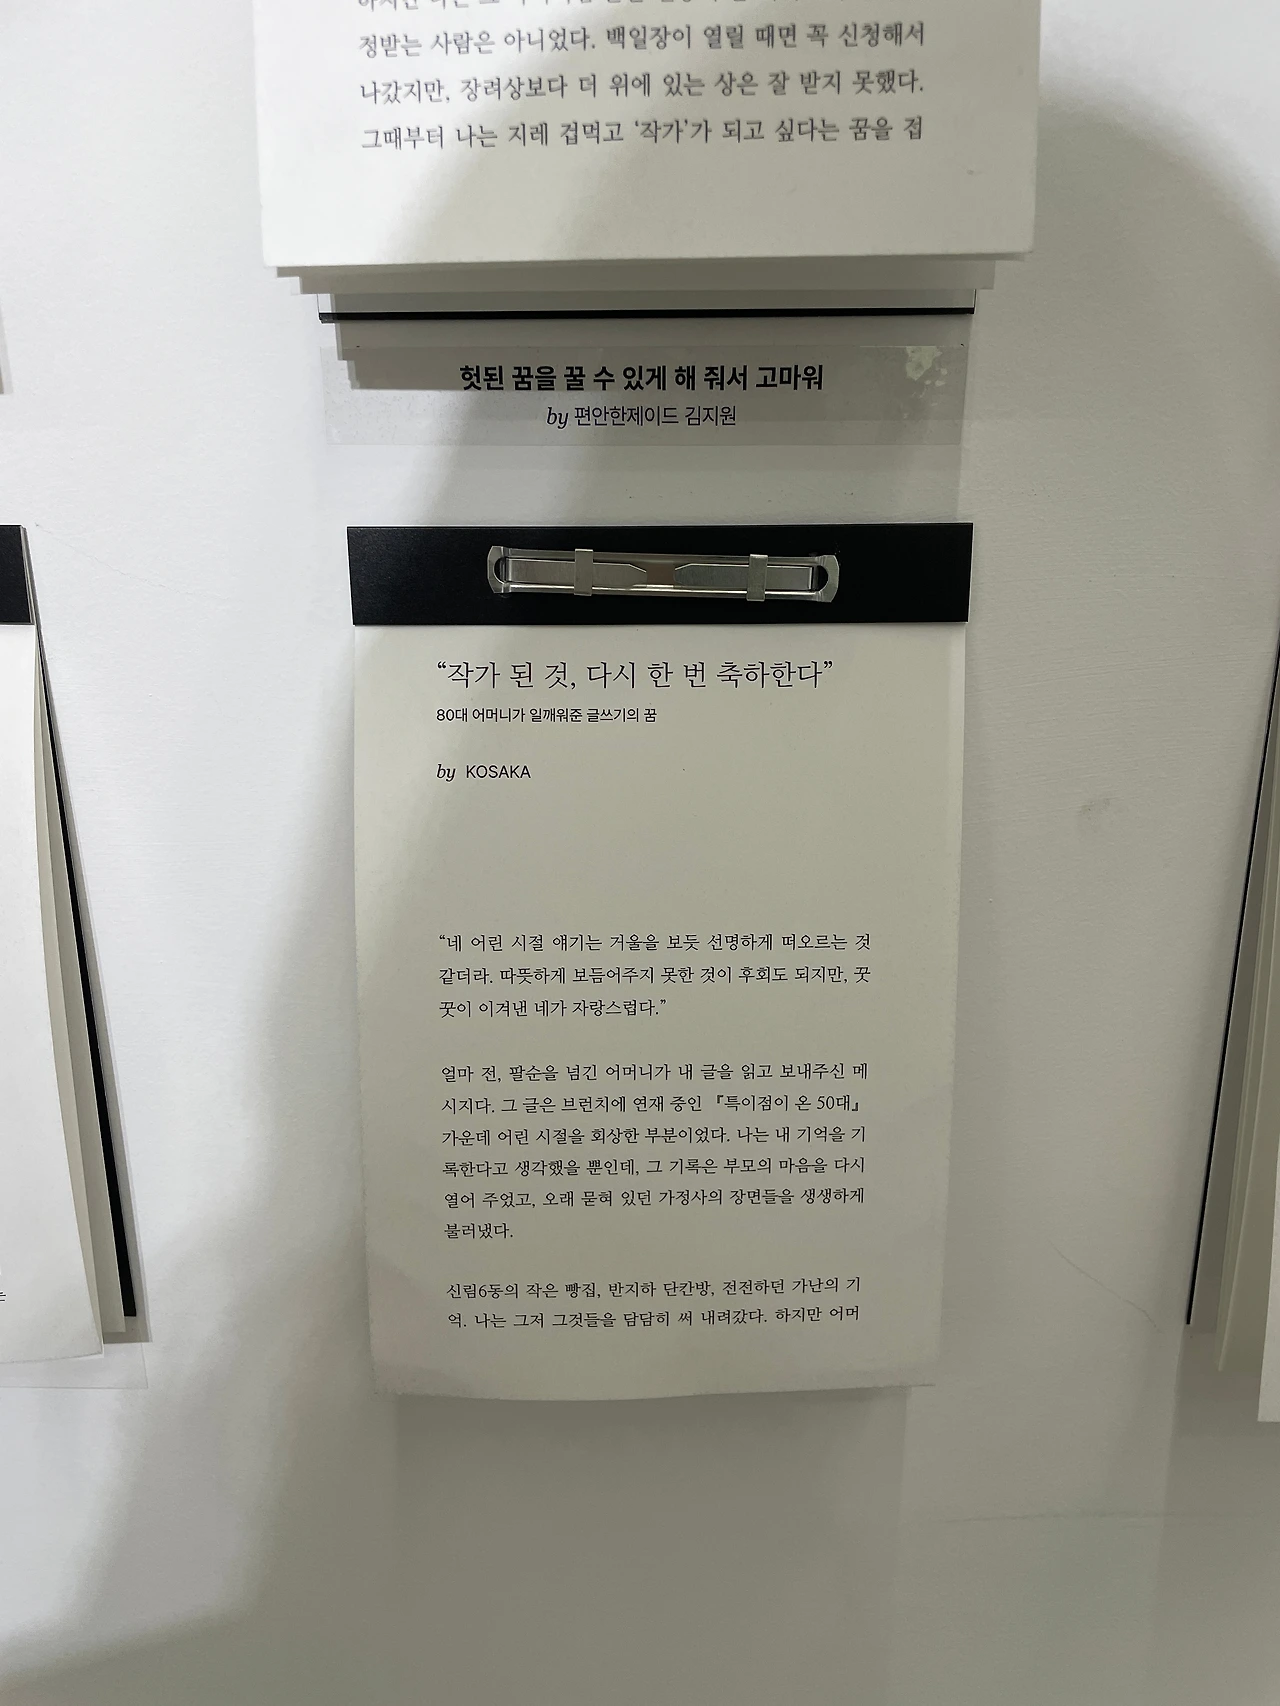 정받는 사람은 아니었다. 백일장이 열릴 때면 꼭 신청해서
나갔지만, 장려상보다 더 위에 있는 상은 잘 받지 못했다.
그때부터 나는 지레 겁먹고 ‘작가’가 되고 싶다는 꿈을 접
헛된 꿈을 꿀 수 있게 해 줘서 고마워
by 편안한제이드 김지원
“작가 된 것, 다시 한 번 축하한다”
80대 어머니가 일깨워준 글쓰기의 꿈
by KOSAKA
“네 어린 시절 얘기는 거울을 보듯 선명하게 떠오르는 것
같더라. 따뜻하게 보듬어주지 못한 것이 후회도 되지만, 꿋
꿋이 이겨낸 네가 자랑스럽다.”
얼마 전, 팔순을 넘긴 어머니가 내 글을 읽고 보내주신 메
시지다. 그 글은 브런치에 연재 중인 『특이점이 온 50대』
가운데 어린 시절을 회상한 부분이었다. 나는 내 기억을 기
록한다고 생각했을 뿐인데, 그 기록은 부모의 마음을 다시
열어 주었고, 오래 묻혀 있던 가정사의 장면들을 생생하게
불러냈다.
신림6동의 작은 빵집, 반지하 단칸방, 전전하던 가난의 기
억. 나는 그저 그것들을 담담히 써 내려갔다. 하지만 어머